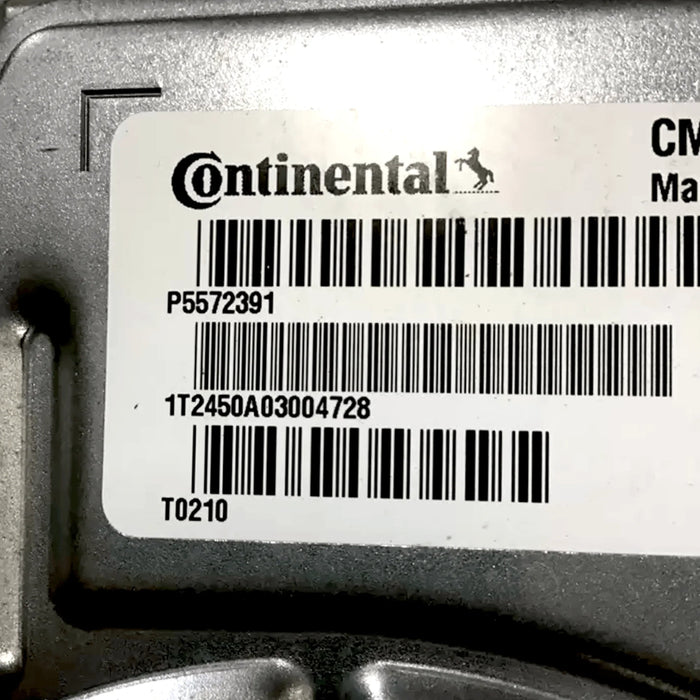 Continental
CM
Ma
P5572391
1T2450A03004728
T0210